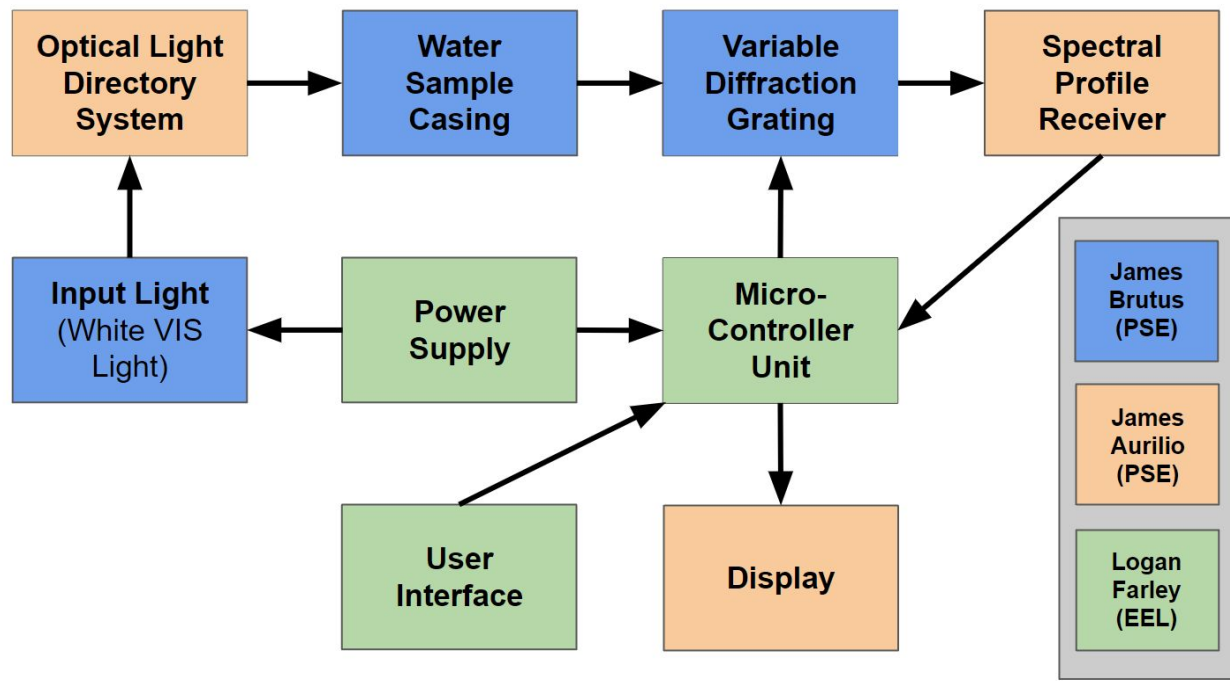 Optical Light
Directory
System
Water
Sample
Casing
Variable
Diffraction
Grating
Spectral
Profile
Receiver
Input Light
(White VIS
Light)
Power
Supply
Micro-
Controller
Unit
User
Interface
Display
James
Brutus
(PSE)
James
Aurilio
(PSE)
Logan
Farley
(EEL)